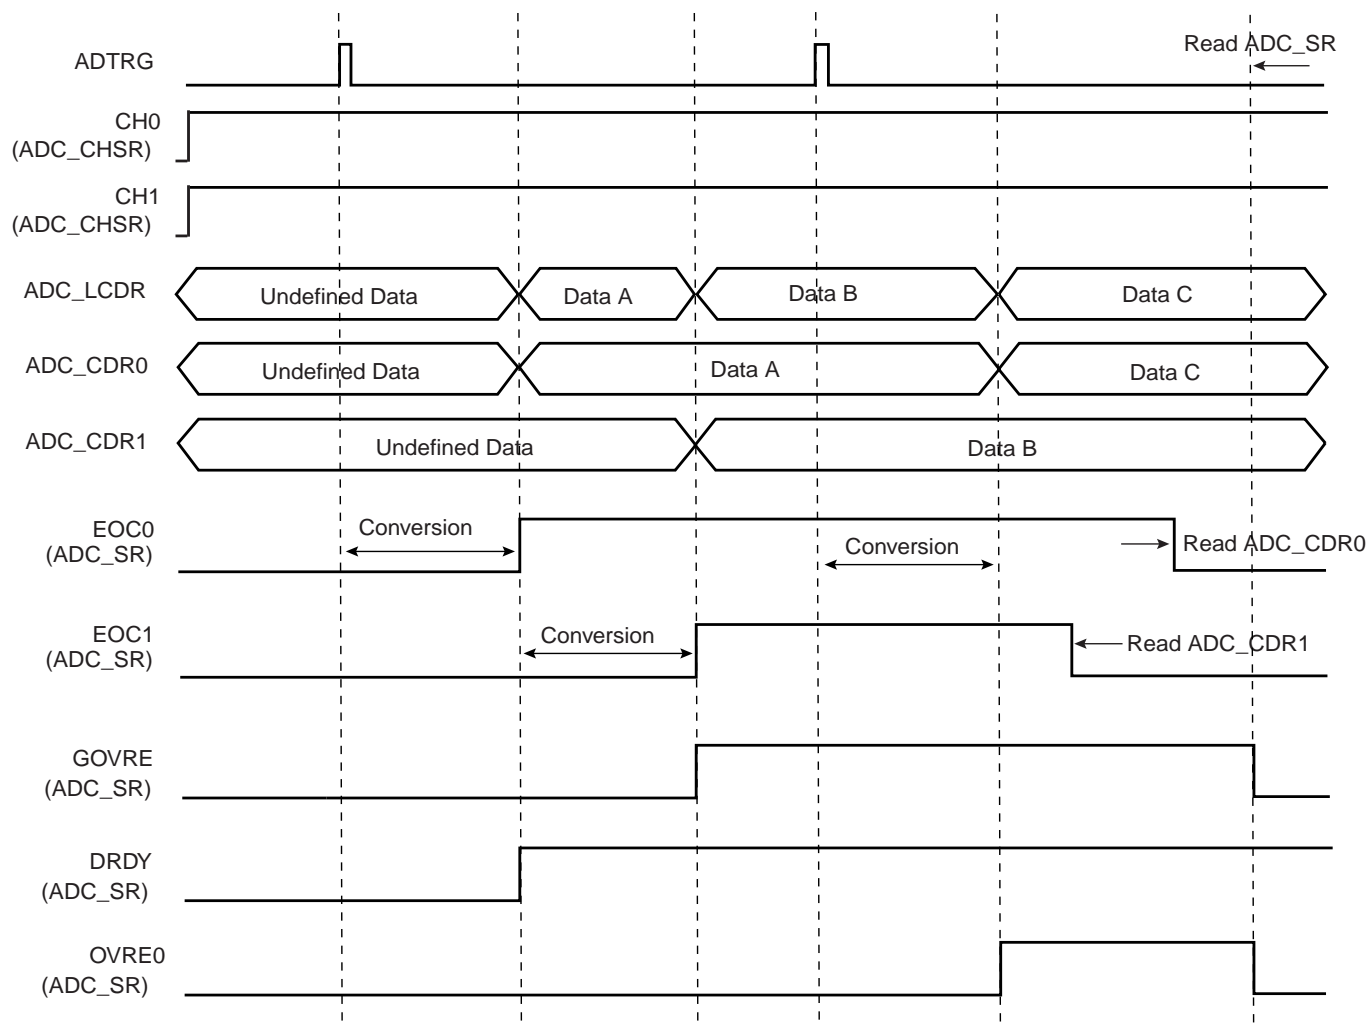 ADTRG
Read ADC_SR
CH0
(ADC_CHSR)
CH1
(ADC_CHSR)
ADC_LCDR
Undefined Data
Data A
Data B
Data C
ADC_CDR0
Undefined Data
Data A
Data C
ADC_CDR1
Undefined Data
Data B
EOC0
(ADC_SR)
Conversion
Conversion
Read ADC_CDR0
EOC1
(ADC_SR)
Conversion
Read ADC_CDR1
GOVRE
(ADC_SR)
DRDY
(ADC_SR)
OVRE0
(ADC_SR)